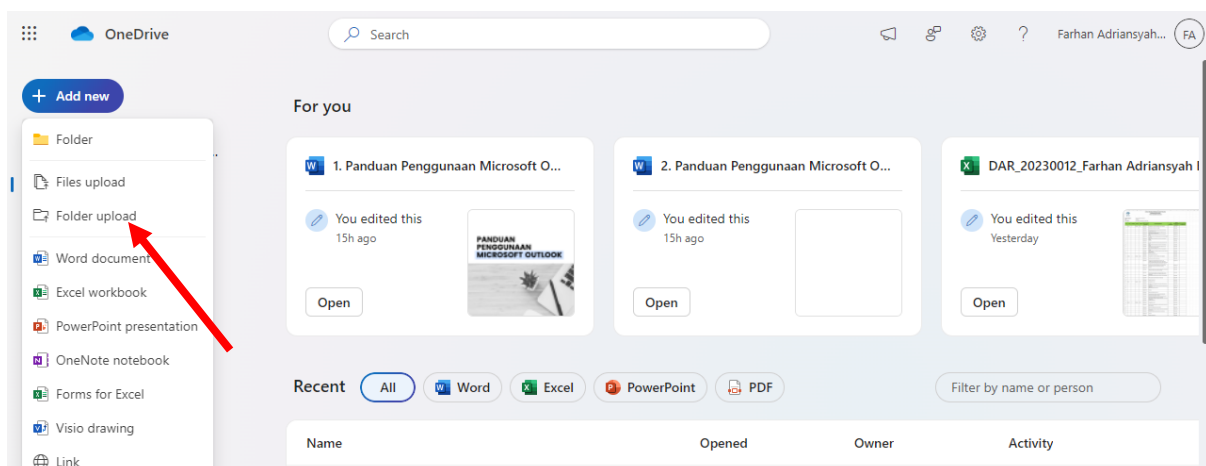 OneDrive
Search
Farhan Adriansyah...
FA
Add new
Folder
Files upload
Folder upload
Word document
Excel workbook
PowerPoint presentation
OneNote notebook
Forms for Excel
Visio drawing
Link
For you
1. Panduan Penggunaan Microsoft O...
You edited this
15h ago
PANDUAN
PENGGUNAAN
MICROSOFT OUTLOOK
Open
2. Panduan Penggunaan Microsoft O...
You edited this
15h ago
Open
DAR_20230012_Farhan Adriansyah
You edited this
Yesterday
Open
Recent
All
Word
Excel
PowerPoint
PDF
Filter by name or person
Name
Opened
Owner
Activity